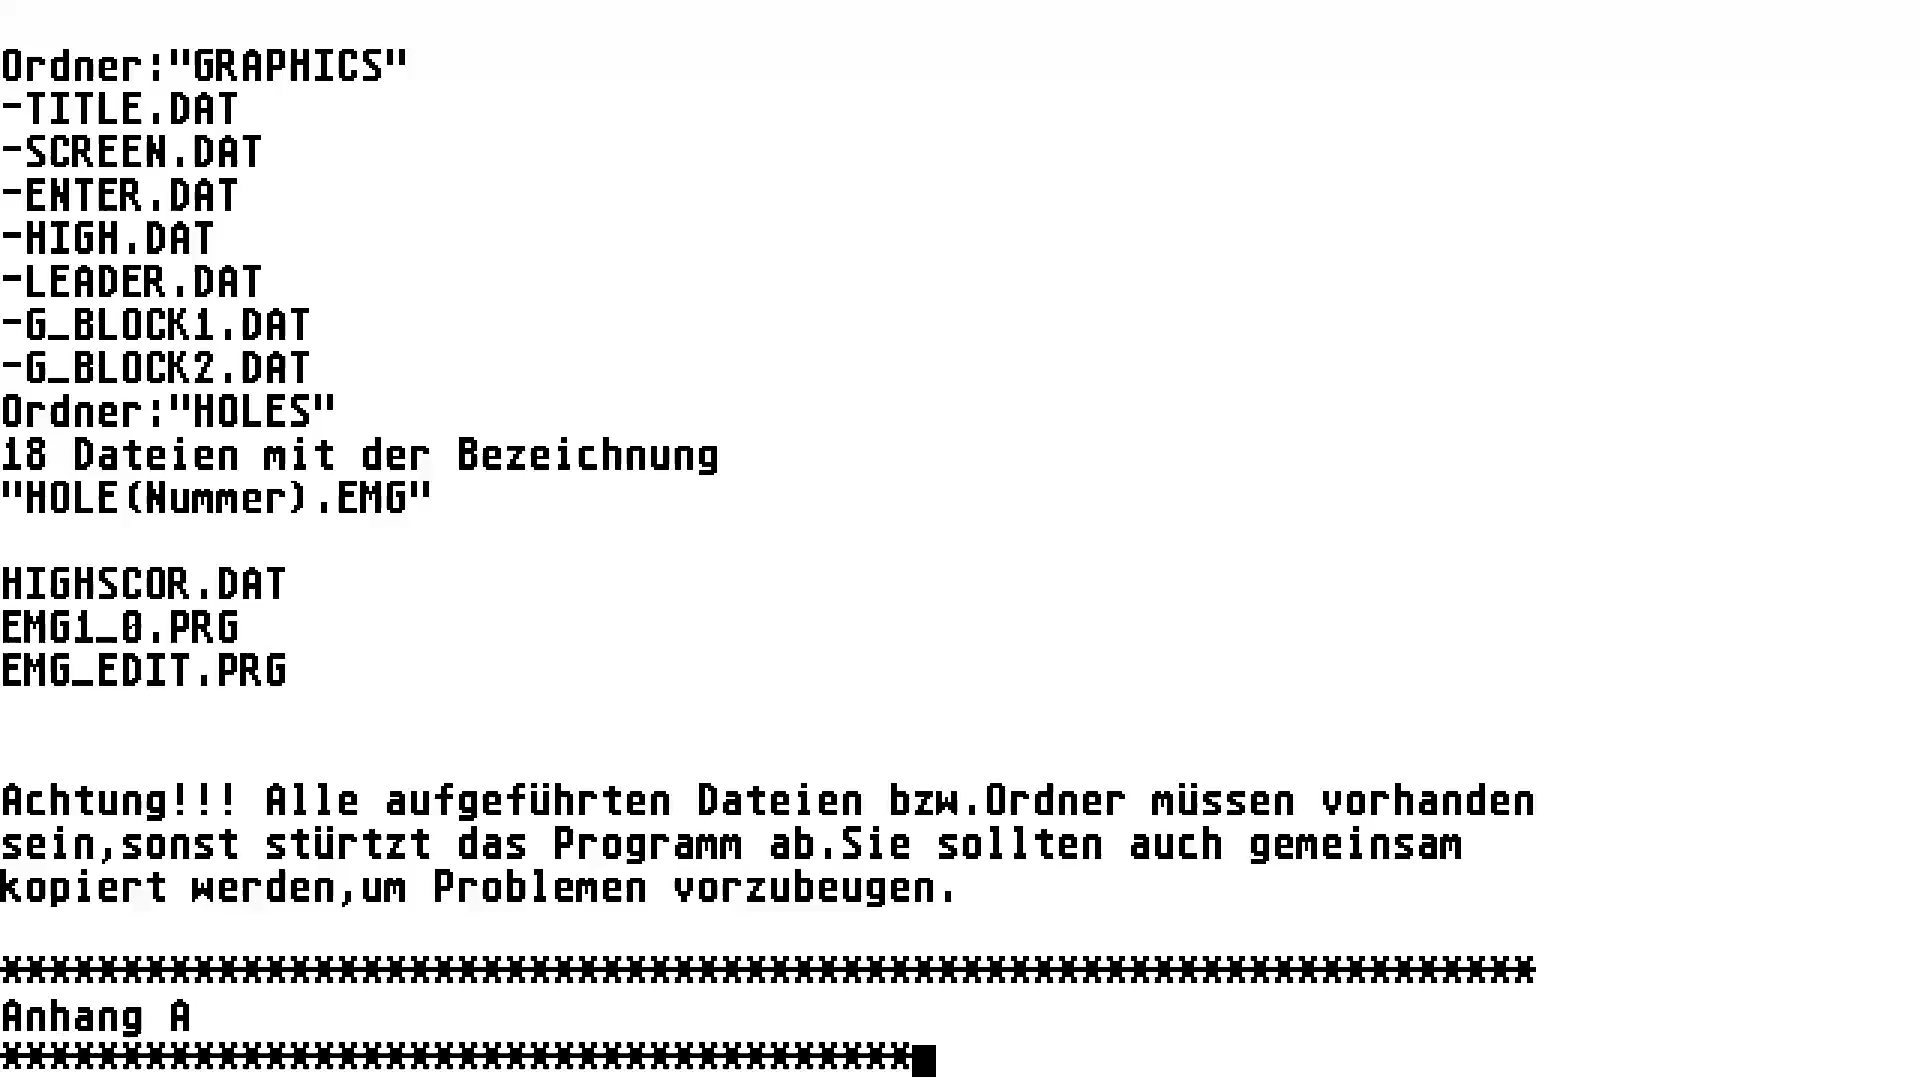 Ordner:"GRAPHICS"
-TITLE.DAT
-SCREEN.DAT
-ENTER.DAT
-HIGH.DAT
-LEADER.DAT
-G_BLOCK1.DAT
-G_BLOCK2.DAT
Ordner:"HOLES"
18 Dateien mit der Bezeichnung
"HOLE(Nummer).EMG"
HIGHSCOR.DAT
EMG1_0.PRG
EMG_EDIT.PRG
Achtung!!! Alle aufgeführten Dateien bzw.Ordner müssen vorhanden
sein,sonst stürtzt das Programm ab.Sie sollten auch gemeinsam
kopiert werden,um Problemen vorzubeugen.
****************************************************************
Anhang A
**************************************